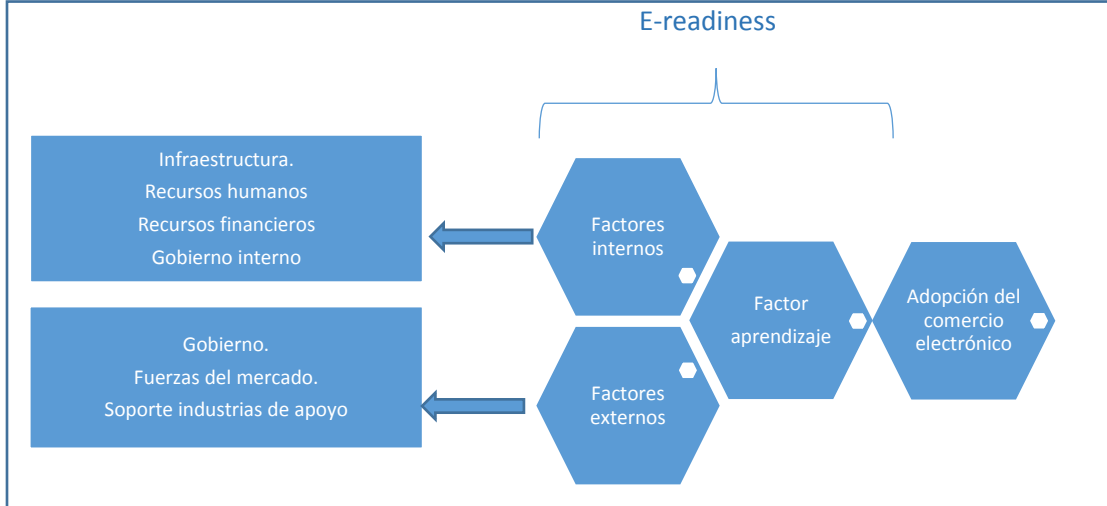 E-readiness
Infraestructura.
Recursos humanos
Recursos financieros
Gobierno interno
Gobierno.
Fuerzas del mercado.
Soporte industrias de apoyo
Factores
internos
Factores
externos
Factor
aprendizaje
Adopción del
comercio
electrónico